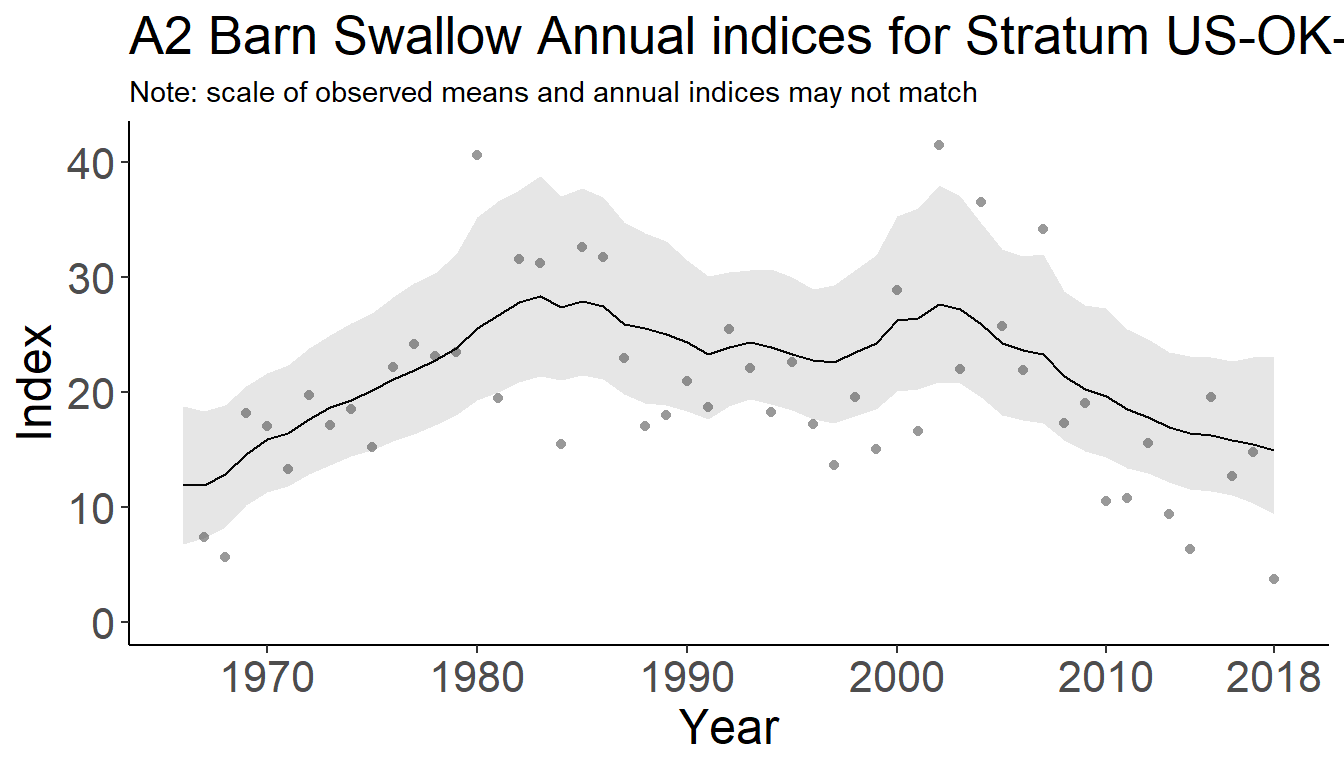 A2 Barn Swallow Annual indices for Stratum US-OK-
Note: scale of observed means and annual indices may not match
40
30
20
10
0
Index
1970 1980 1990 2000 2010 2018
Year